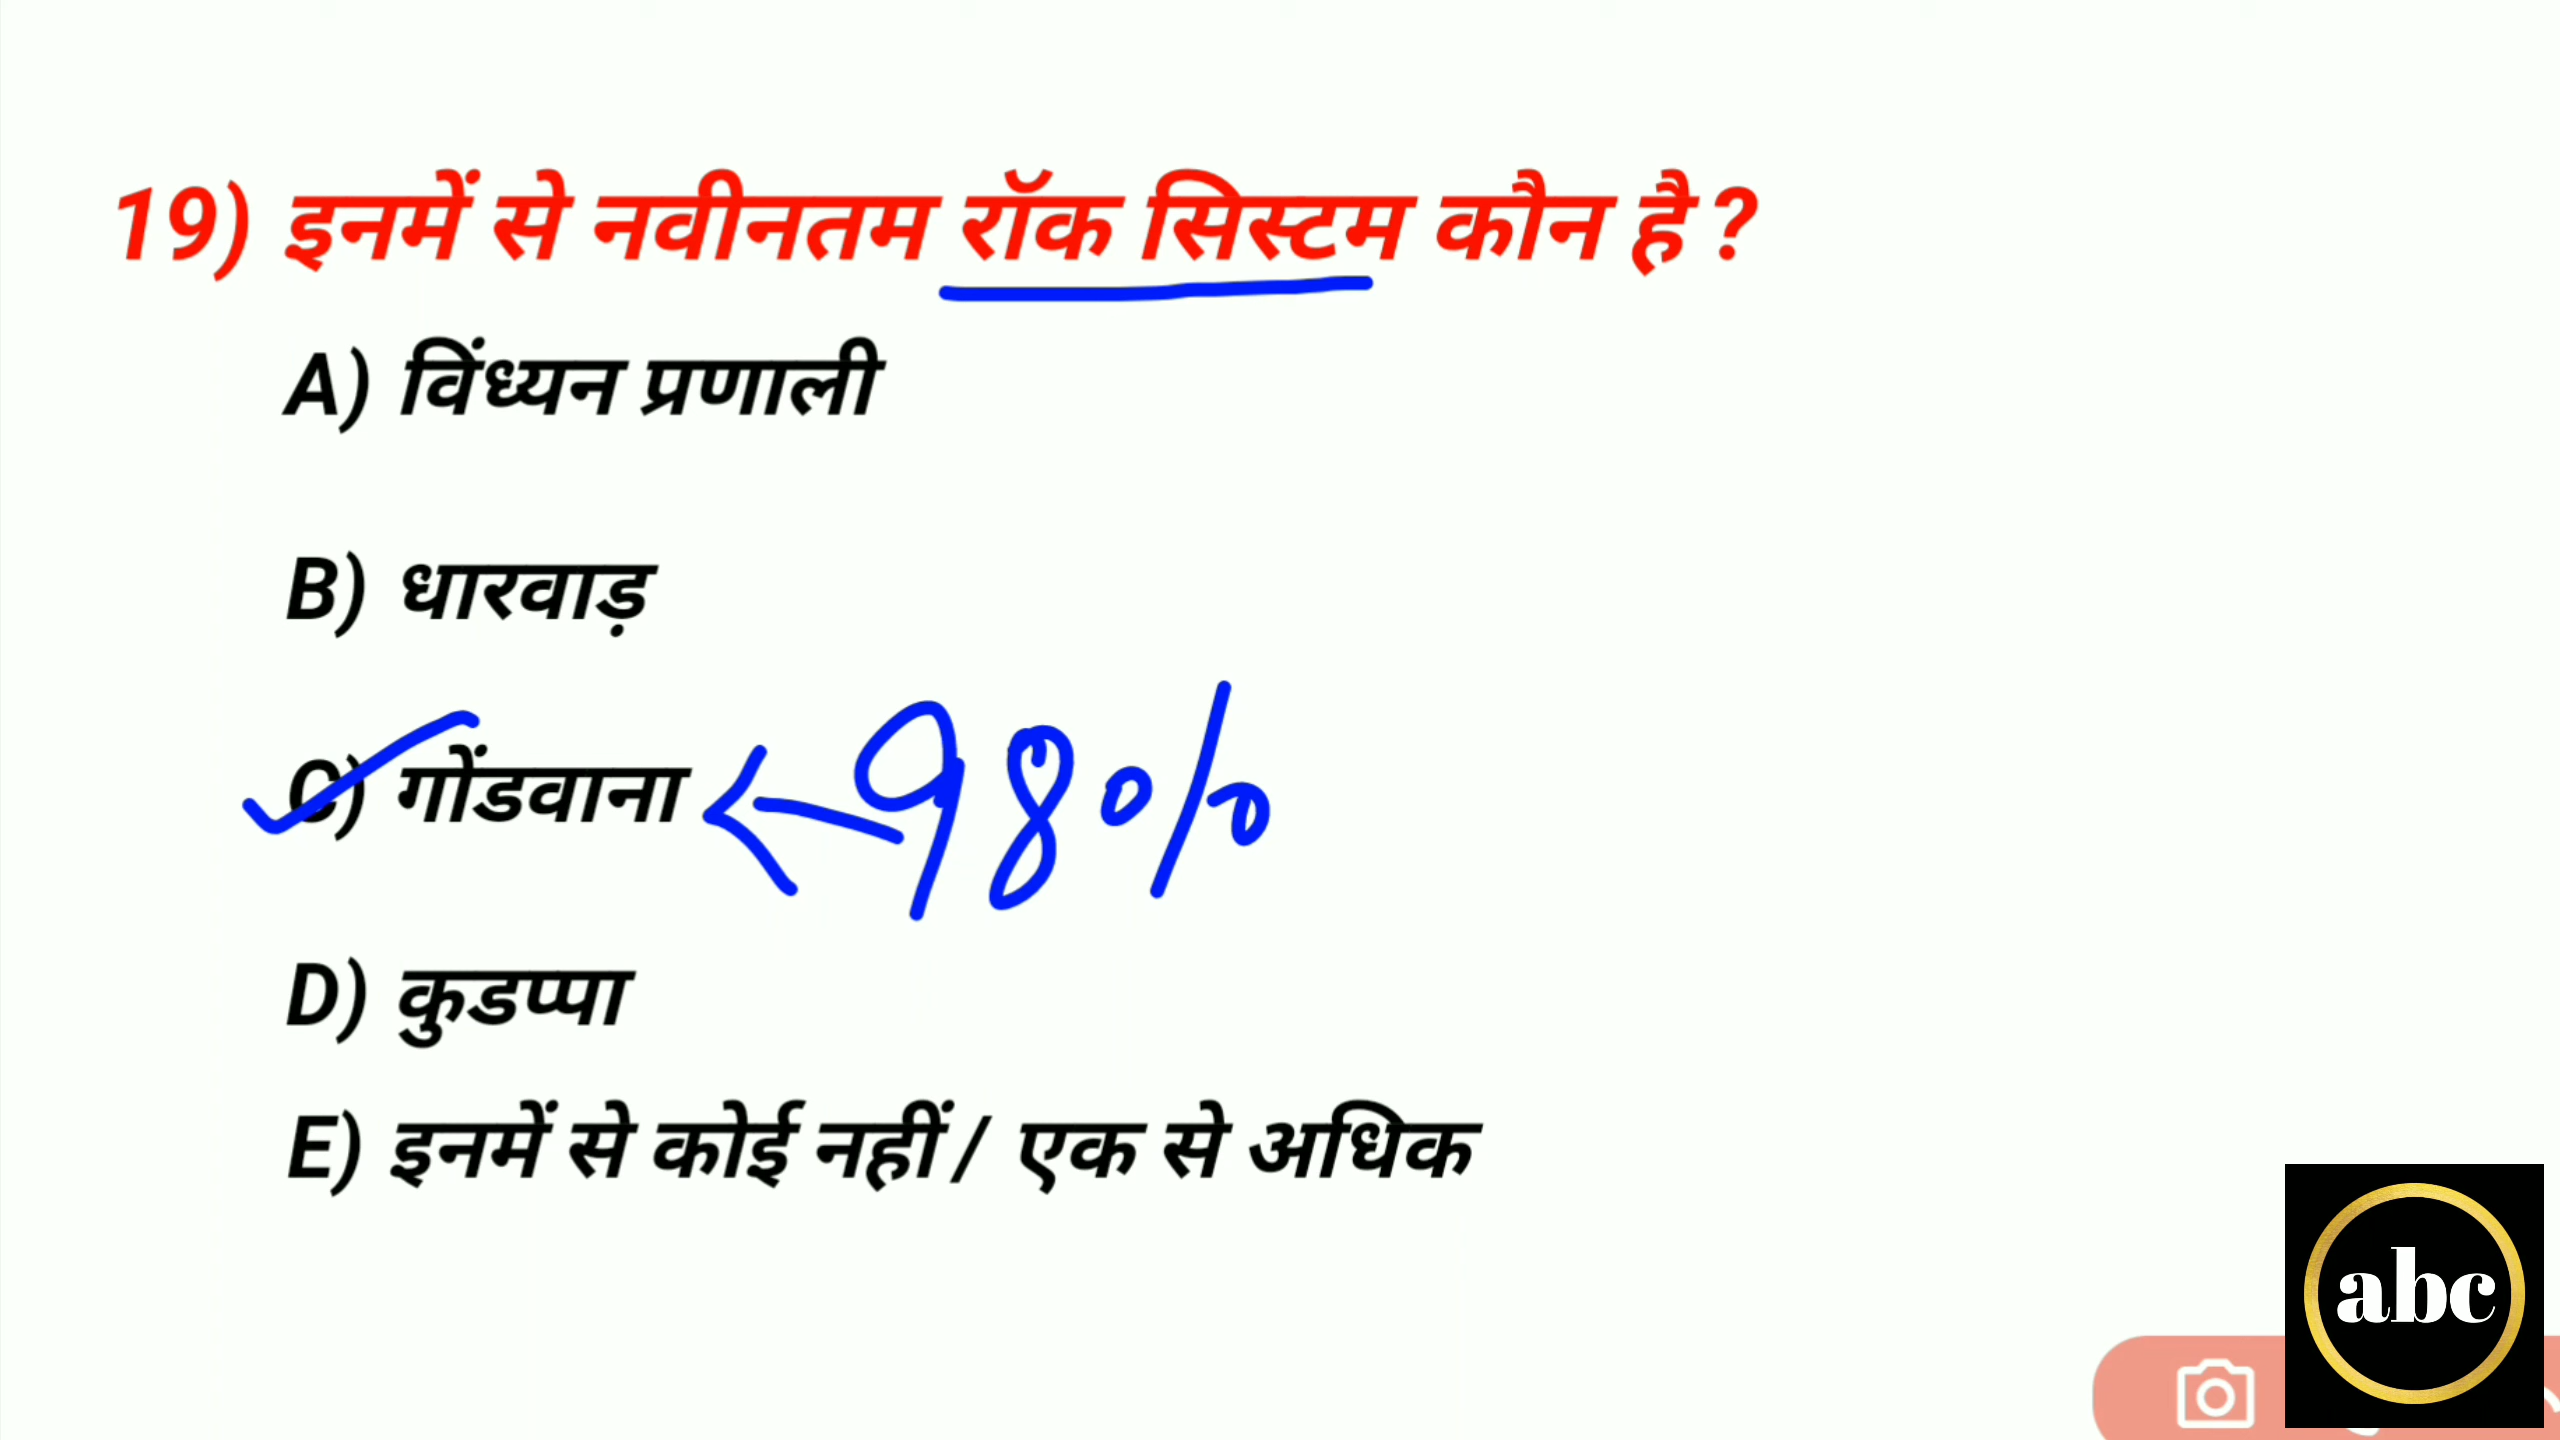 19) इनमें से नवीनतम रॉक सिस्टम कौन है ?
A) विंध्यन प्रणाली
B) धारवाड़
C) गोंडवाना ← 98%
D) कुडप्पा
E) इनमें से कोई नहीं / एक से अधिक
abc